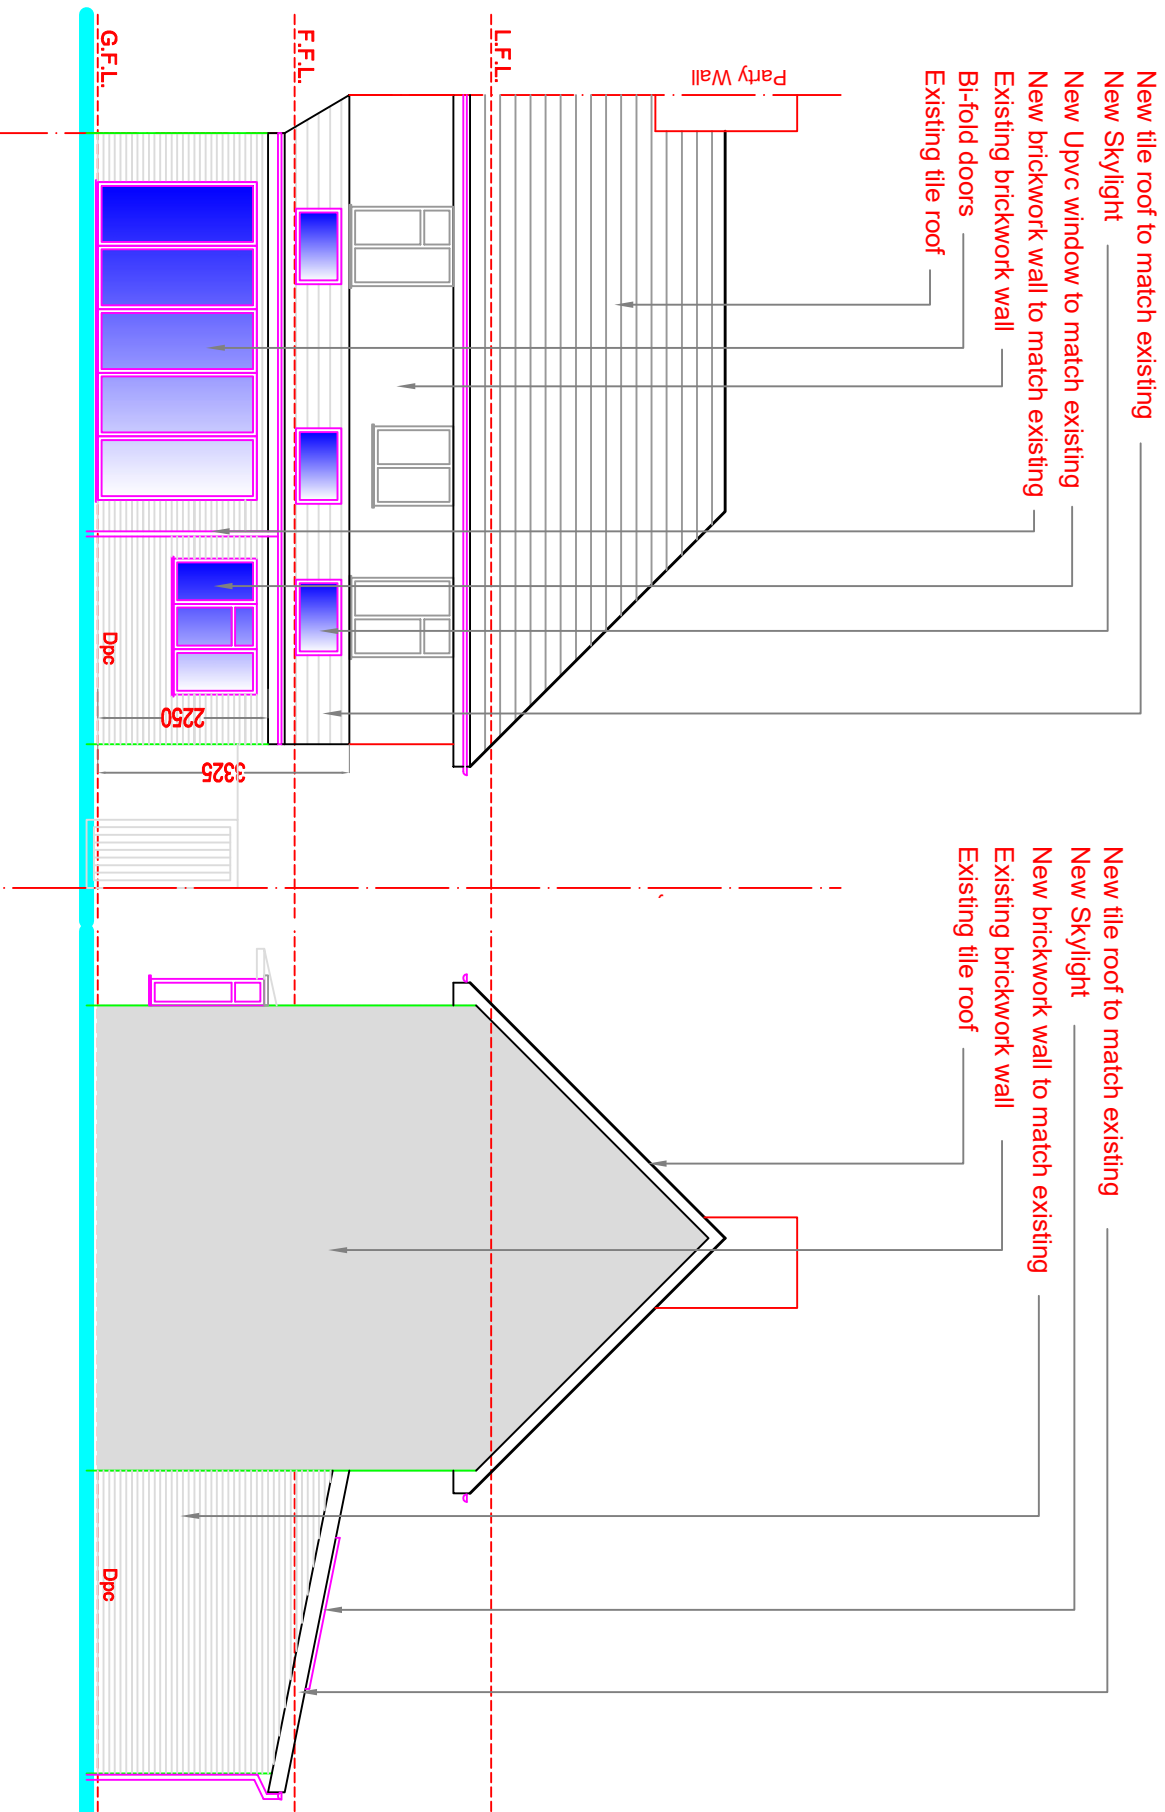 New tile roof to match existing
New Skylight
New Upvc window to match existing
New brickwork wall to match existing
Existing brickwork wall
Bi-fold doors
Existing tile roof
Party Wall
L.F.L.
F.F.L.
G.F.L.
Dpc
2250
3325
New tile roof to match existing
New Skylight
New brickwork wall to match existing
Existing brickwork wall
Existing tile roof
Dpc